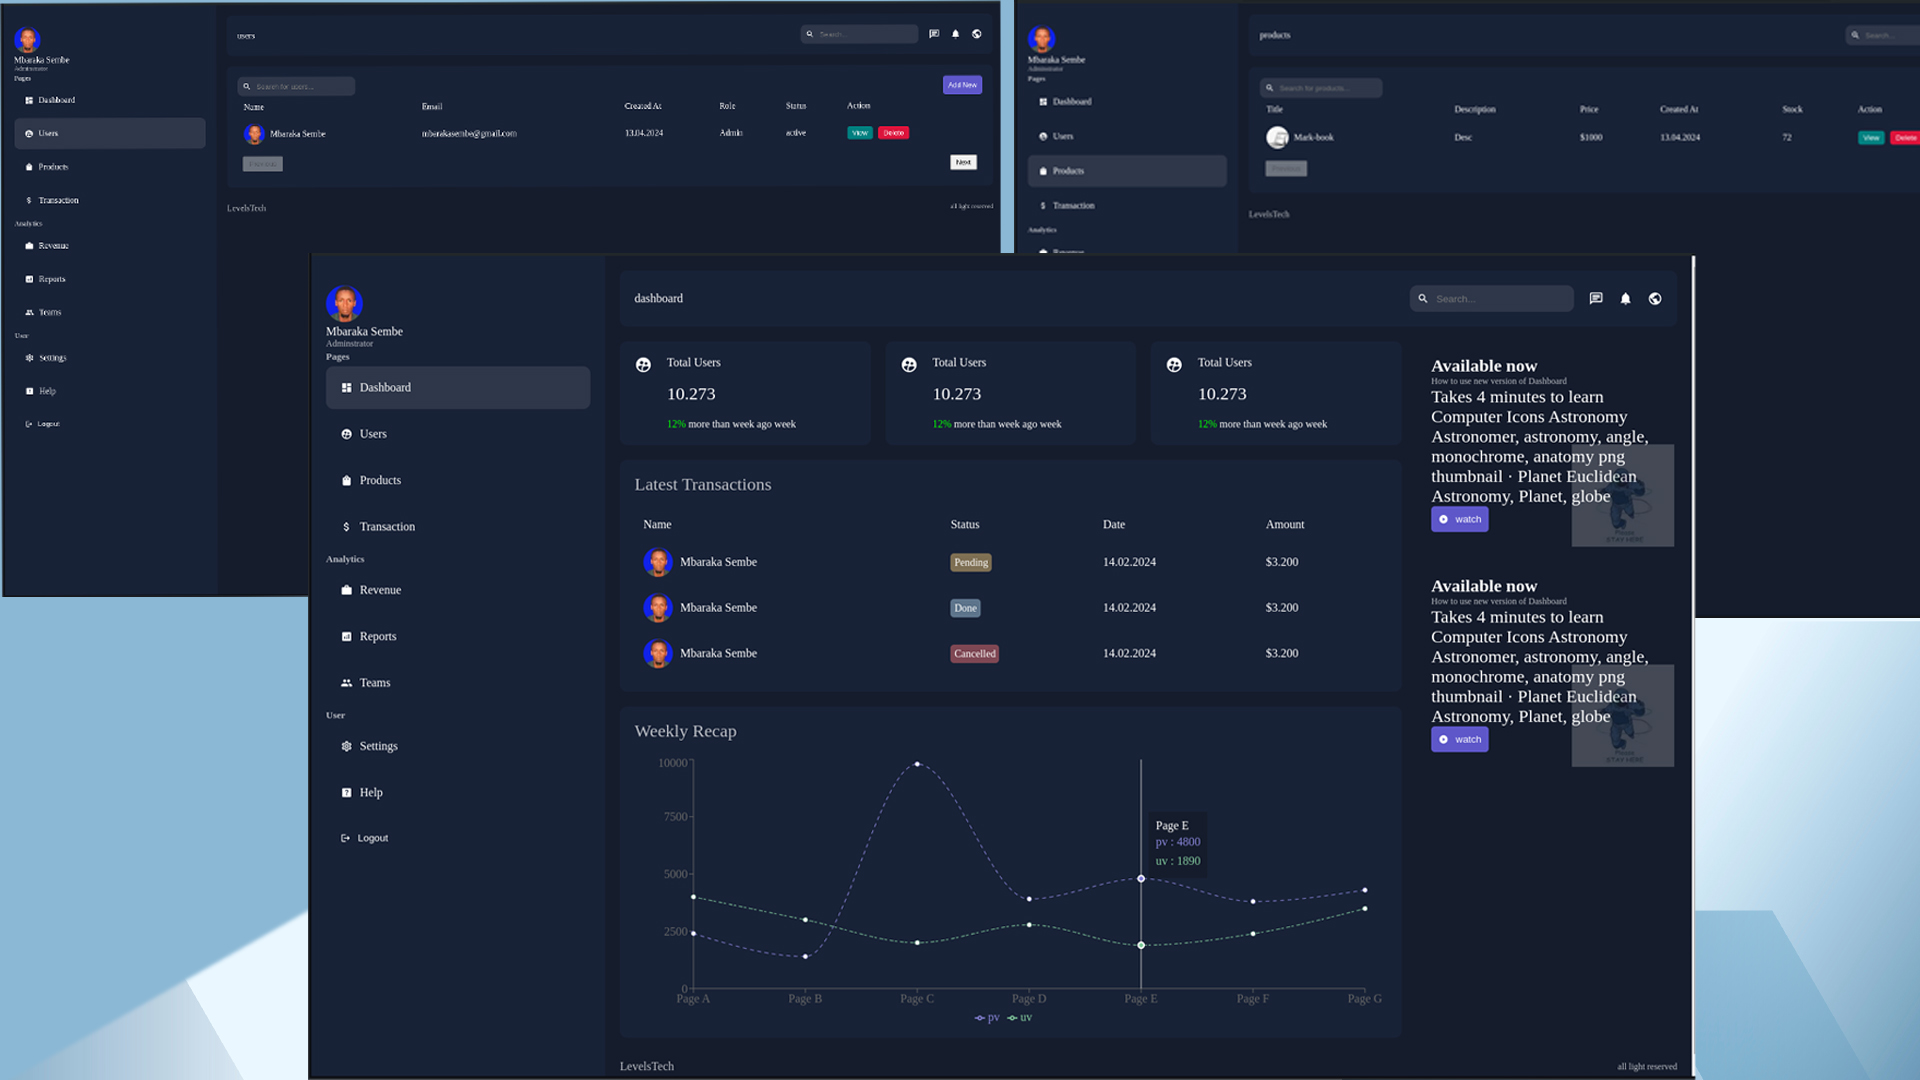 Mbaraka Sembe
Adminstrator
Pages
Dashboard
Users
Products
Transaction
Analytics
Revenue
Reports
Teams
User
Settings
Help
Logout
users
Search...
Search for users...
Add New
Name Email Created At Role Status Action
Mbaraka Sembe mbarakasembe@gmail.com 13.04.2024 Admin active View Delete
Previous Next
LevelsTech all light reserved
Mbaraka Sembe
Adminstrator
Pages
Dashboard
Users
Products
Transaction
Analytics
products
Search...
Search for products...
Title Description Price Created At Stock Action
Mark-book Desc $1000 13.04.2024 72 View Delete
Previous
LevelsTech
Mbaraka Sembe
Adminstrator
Pages
Dashboard
Users
Products
Transaction
Analytics
Revenue
Reports
Teams
User
Settings
Help
Logout
dashboard
Search...
Total Users
10.273
12% more than week ago week
Total Users
10.273
12% more than week ago week
Total Users
10.273
12% more than week ago week
Latest Transactions
Name Status Date Amount
Mbaraka Sembe Pending 14.02.2024 $3.200
Mbaraka Sembe Done 14.02.2024 $3.200
Mbaraka Sembe Cancelled 14.02.2024 $3.200
Weekly Recap
10000
7500
5000
2500
0
Page A Page B Page C Page D Page E Page F Page G
Page E
pv : 4800
uv : 1890
pv uv
Available now
How to use new version of Dashboard
Takes 4 minutes to learn
Computer Icons Astronomy
Astronomer, astronomy, angle,
monochrome, anatomy png
thumbnail · Planet Euclidean
Astronomy, Planet, globe
watch
STAY HERE
Available now
How to use new version of Dashboard
Takes 4 minutes to learn
Computer Icons Astronomy
Astronomer, astronomy, angle,
monochrome, anatomy png
thumbnail · Planet Euclidean
Astronomy, Planet, globe
watch
STAY HERE
LevelsTech all light reserved